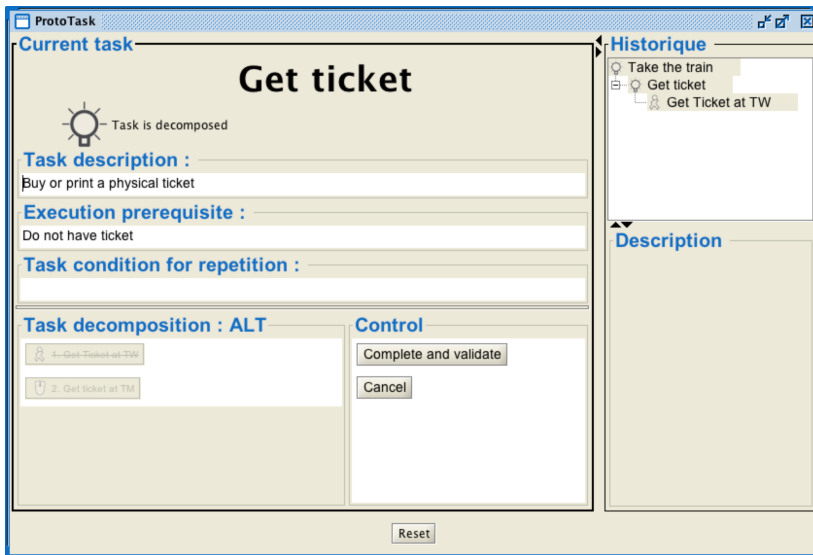 ProtoTask
Current task
Get ticket
Task is decomposed
Task description :
Buy or print a physical ticket
Execution prerequisite :
Do not have ticket
Task condition for repetition :
Task decomposition : ALT
1. Get Ticket at TW
2. Get ticket at TM
Control
Complete and validate
Cancel
Historique
Take the train
Get ticket
Get Ticket at TW
Description
Reset